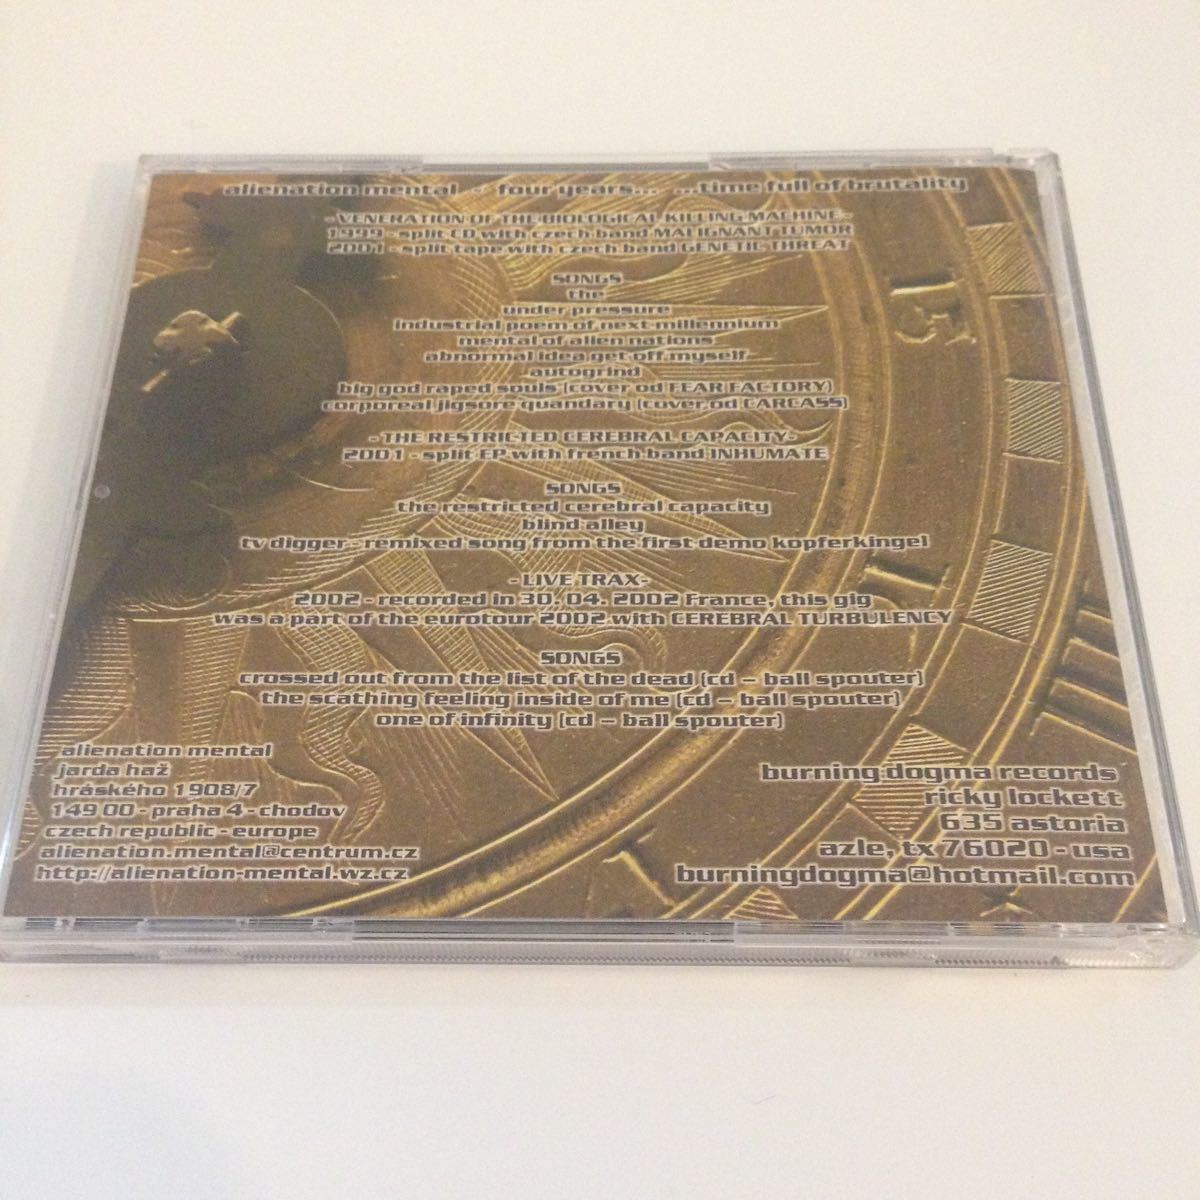 alienation mental - four years... ...time full of brutality
- VENERATION OF THE BIOLOGICAL KILLING MACHINE -
1999 - split CD with czech band MALIGNANT TUMOR
2001 - split tape with czech band GENETIC THREAT
SONGS
the
under pressure
industrial poem of next millennium
mental of alien nations
abnormal idea get off myself
autogrind
big god raped souls (cover od FEAR FACTORY)
corporeal jigsore quandary (cover od CARCASS)
- THE RESTRICTED CEREBRAL CAPACITY-
2001 - split EP with french band INHUMATE
SONGS
the restricted cerebral capacity
blind alley
tv digger - remixed song from the first demo kopferkingel
- LIVE TRAX-
2002 - recorded in 30. 04. 2002 France, this gig
was a part of the eurotour 2002 with CEREBRAL TURBULENCY
SONGS
crossed out from the list of the dead (cd – ball spouter)
the scathing feeling inside of me (cd – ball spouter)
one of infinity (cd – ball spouter)
alienation mental
jarda haž
hráského 1908/7
149 00 - praha 4 - chodov
czech republic - europe
alienation.mental@centrum.cz
http://alienation-mental.wz.cz
burning dogma records
ricky lockett
635 astoria
azle, tx 76020 - usa
burningdogma@hotmail.com